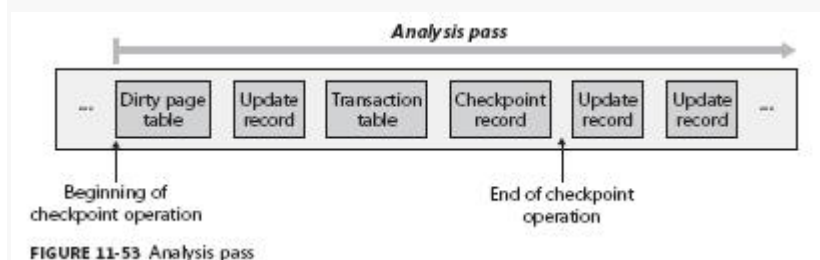 Analysis pass
... Dirty page Update Transaction Checkpoint Update Update ...
table record table record record record
Beginning of
checkpoint operation
End of checkpoint
operation
FIGURE 11-53 Analysis pass